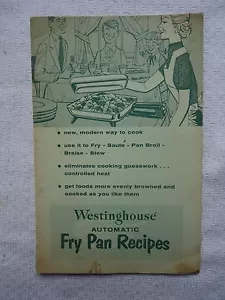 • new, modern way to cook
• use it to Fry - Saute - Pan Broil -
Braise - Stew
• eliminates cooking guesswork . . .
controlled heat
• get foods more evenly browned and
cooked as you like them
Westinghouse
AUTOMATIC
Fry Pan Recipes